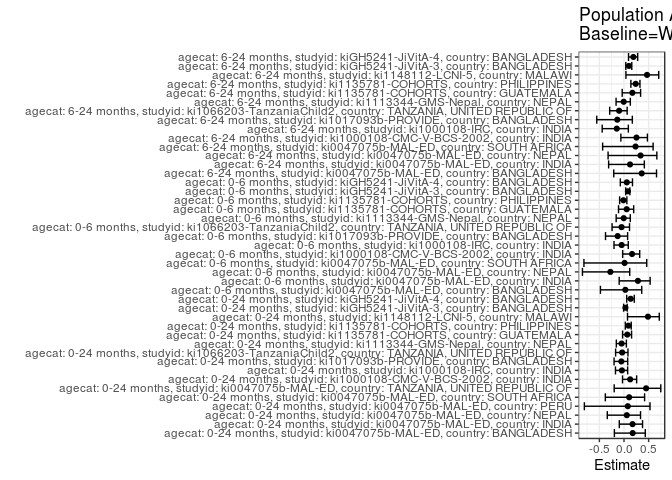 Population A
Baseline=W
agecat: 6-24 months, studyid: kiGH5241-JiVitA-4, country: BANGLADESH
agecat: 6-24 months, studyid: kiGH5241-JiVitA-3, country: BANGLADESH
agecat: 6-24 months, studyid: ki1148112-LCNI-5, country: MALAWI
agecat: 6-24 months, studyid: ki1135781-COHORTS, country: PHILIPPINES
agecat: 6-24 months, studyid: ki1135781-COHORTS, country: GUATEMALA
agecat: 6-24 months, studyid: ki1113344-GMS-Nepal, country: NEPAL
agecat: 6-24 months, studyid: ki1066203-TanzaniaChild2, country: TANZANIA, UNITED REPUBLIC OF
agecat: 6-24 months, studyid: ki1017093b-PROVIDE, country: BANGLADESH
agecat: 6-24 months, studyid: ki1000108-IRC, country: INDIA
agecat: 6-24 months, studyid: ki1000108-CMC-V-BCS-2002, country: INDIA
agecat: 6-24 months, studyid: ki0047075b-MAL-ED, country: SOUTH AFRICA
agecat: 6-24 months, studyid: ki0047075b-MAL-ED, country: NEPAL
agecat: 6-24 months, studyid: ki0047075b-MAL-ED, country: INDIA
agecat: 6-24 months, studyid: ki0047075b-MAL-ED, country: BANGLADESH
agecat: 0-6 months, studyid: kiGH5241-JiVitA-4, country: BANGLADESH
agecat: 0-6 months, studyid: kiGH5241-JiVitA-3, country: BANGLADESH
agecat: 0-6 months, studyid: ki1135781-COHORTS, country: PHILIPPINES
agecat: 0-6 months, studyid: ki1135781-COHORTS, country: GUATEMALA
agecat: 0-6 months, studyid: ki1113344-GMS-Nepal, country: NEPAL
agecat: 0-6 months, studyid: ki1066203-TanzaniaChild2, country: TANZANIA, UNITED REPUBLIC OF
agecat: 0-6 months, studyid: ki1017093b-PROVIDE, country: BANGLADESH
agecat: 0-6 months, studyid: ki1000108-IRC, country: INDIA
agecat: 0-6 months, studyid: ki1000108-CMC-V-BCS-2002, country: INDIA
agecat: 0-6 months, studyid: ki0047075b-MAL-ED, country: SOUTH AFRICA
agecat: 0-6 months, studyid: ki0047075b-MAL-ED, country: NEPAL
agecat: 0-6 months, studyid: ki0047075b-MAL-ED, country: INDIA
agecat: 0-6 months, studyid: ki0047075b-MAL-ED, country: BANGLADESH
agecat: 0-24 months, studyid: kiGH5241-JiVitA-4, country: BANGLADESH
agecat: 0-24 months, studyid: kiGH5241-JiVitA-3, country: BANGLADESH
agecat: 0-24 months, studyid: ki1148112-LCNI-5, country: MALAWI
agecat: 0-24 months, studyid: ki1135781-COHORTS, country: PHILIPPINES
agecat: 0-24 months, studyid: ki1135781-COHORTS, country: GUATEMALA
agecat: 0-24 months, studyid: ki1113344-GMS-Nepal, country: NEPAL
agecat: 0-24 months, studyid: ki1066203-TanzaniaChild2, country: TANZANIA, UNITED REPUBLIC OF
agecat: 0-24 months, studyid: ki1017093b-PROVIDE, country: BANGLADESH
agecat: 0-24 months, studyid: ki1000108-IRC, country: INDIA
agecat: 0-24 months, studyid: ki1000108-CMC-V-BCS-2002, country: INDIA
agecat: 0-24 months, studyid: ki0047075b-MAL-ED, country: TANZANIA, UNITED REPUBLIC OF
agecat: 0-24 months, studyid: ki0047075b-MAL-ED, country: SOUTH AFRICA
agecat: 0-24 months, studyid: ki0047075b-MAL-ED, country: PERU
agecat: 0-24 months, studyid: ki0047075b-MAL-ED, country: NEPAL
agecat: 0-24 months, studyid: ki0047075b-MAL-ED, country: INDIA
agecat: 0-24 months, studyid: ki0047075b-MAL-ED, country: BANGLADESH
-0.5 0.0 0.5
Estimate